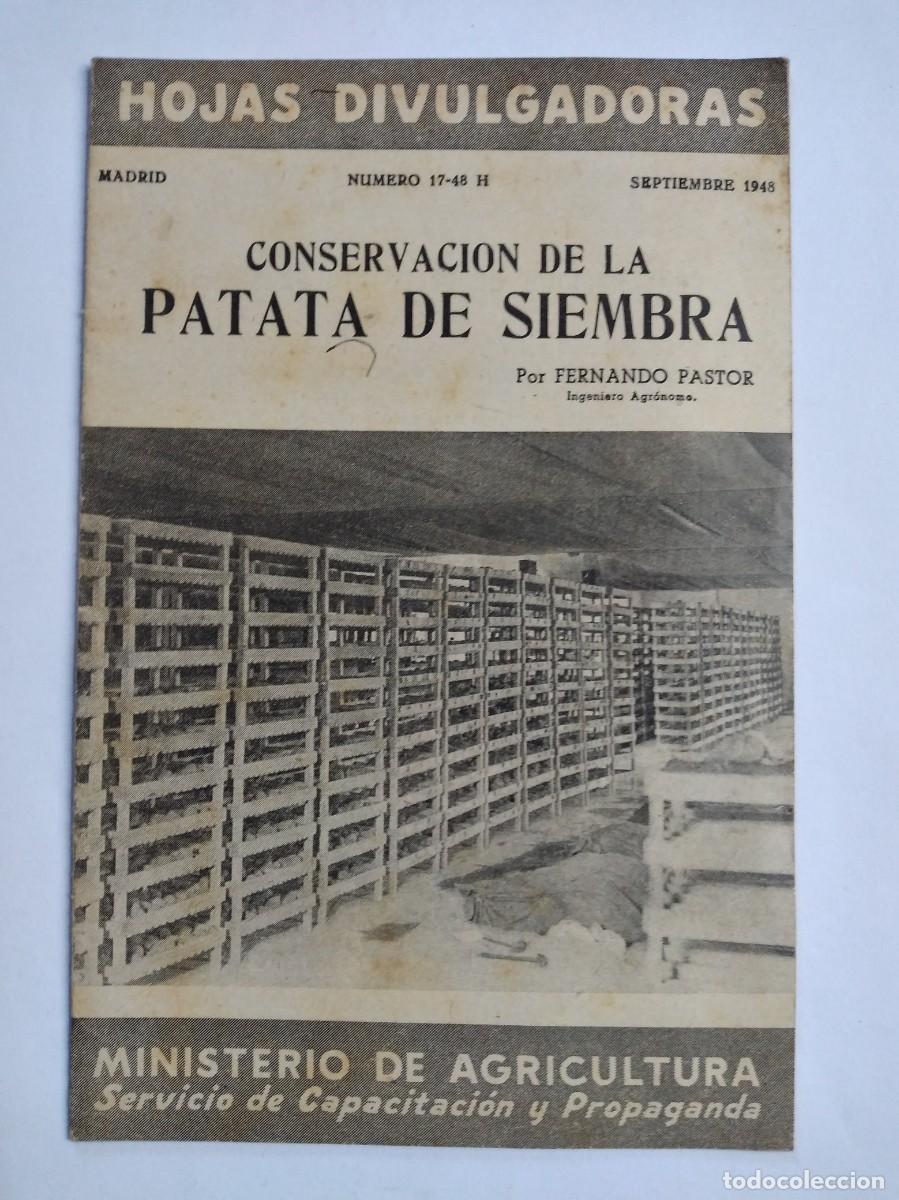 HOJAS DIVULGADORAS
MADRID NUMERO 17-48 H SEPTIEMBRE 1948
CONSERVACION DE LA
PATATA DE SIEMBRA
Por FERNANDO PASTOR
Ingeniero Agrónomo.
MINISTERIO DE AGRICULTURA
Servicio de Capacitación y Propaganda
todocoleccion